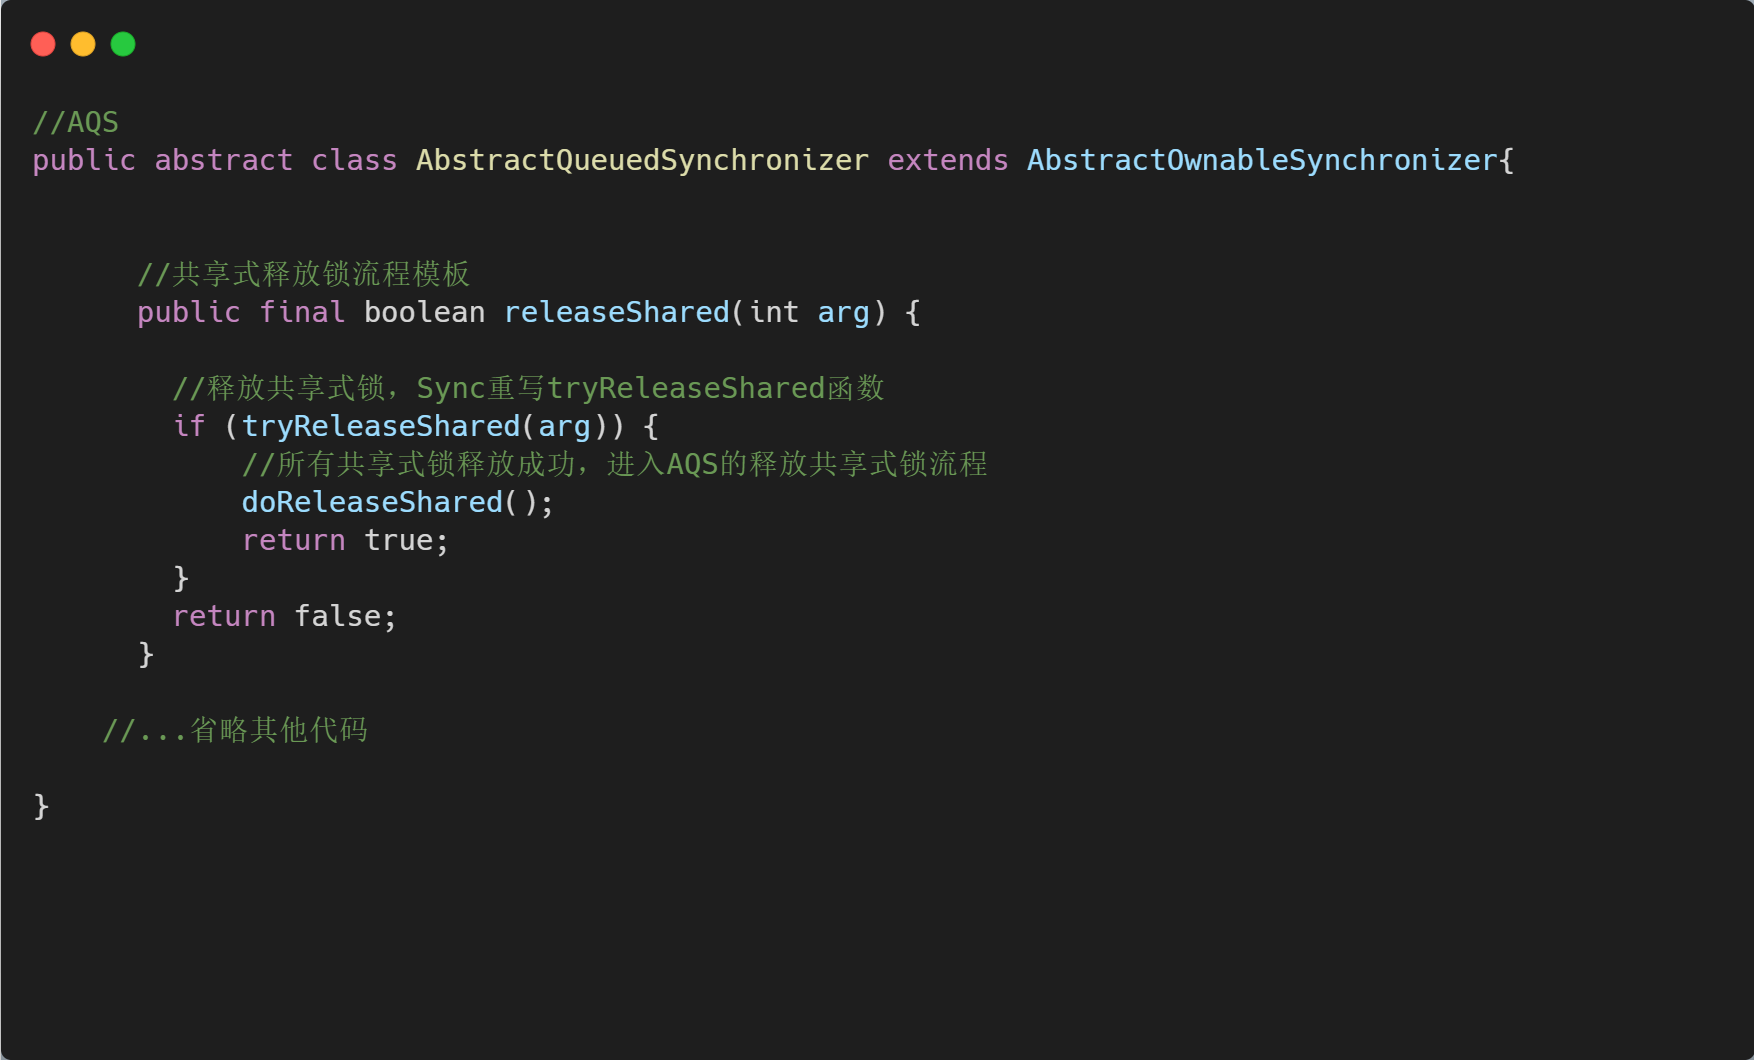 //AQS
public abstract class AbstractQueuedSynchronizer extends AbstractOwnableSynchronizer{
//共享式释放锁流程模板
public final boolean releaseShared(int arg) {
//释放共享式锁，Sync重写tryReleaseShared函数
if (tryReleaseShared(arg)) {
//所有共享式锁释放成功，进入AQS的释放共享式锁流程
doReleaseShared();
return true;
}
return false;
}
//...省略其他代码
}